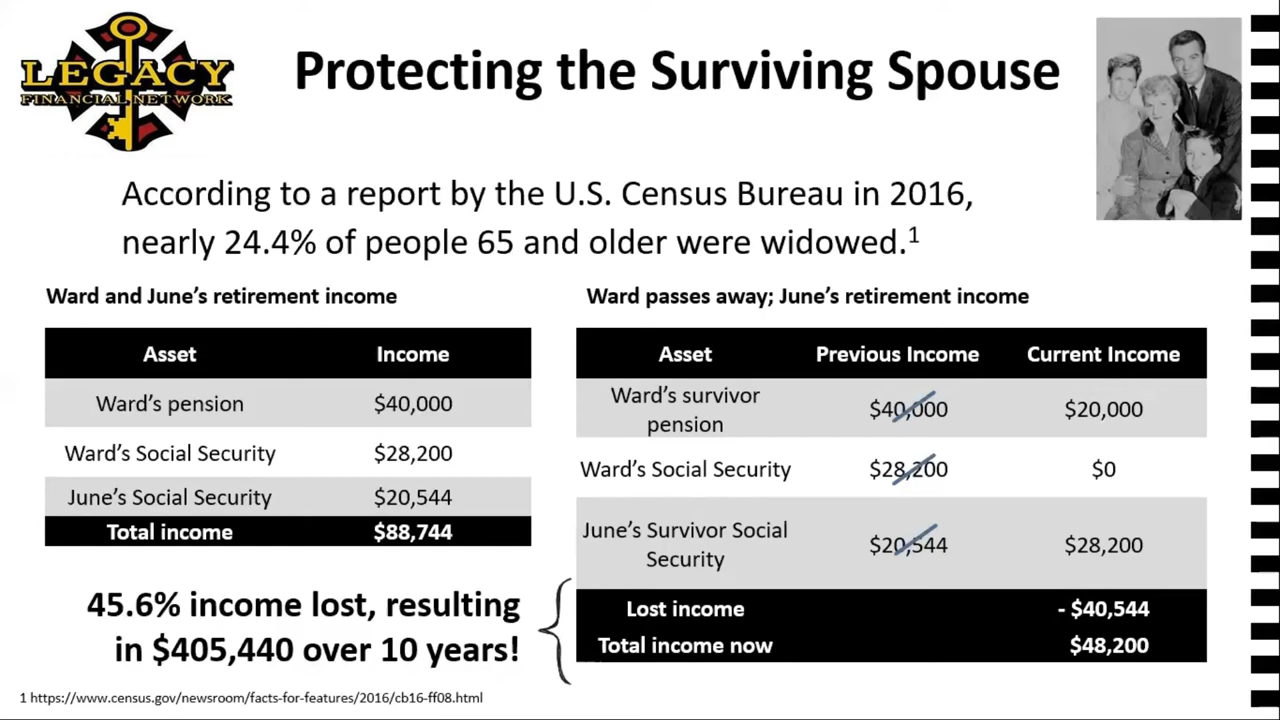 LEGACY
FINANCIAL NETWORK
Protecting the Surviving Spouse
According to a report by the U.S. Census Bureau in 2016,
nearly 24.4% of people 65 and older were widowed.¹
Ward and June’s retirement income
Asset Income
Ward’s pension $40,000
Ward’s Social Security $28,200
June’s Social Security $20,544
Total income $88,744
45.6% income lost, resulting
in $405,440 over 10 years!
Ward passes away; June’s retirement income
Asset Previous Income Current Income
Ward’s survivor
pension $40,000 $20,000
Ward’s Social Security $28,200 $0
June’s Survivor Social
Security $20,544 $28,200
Lost income - $40,544
Total income now $48,200
1 https://www.census.gov/newsroom/facts-for-features/2016/cb16-ff08.html